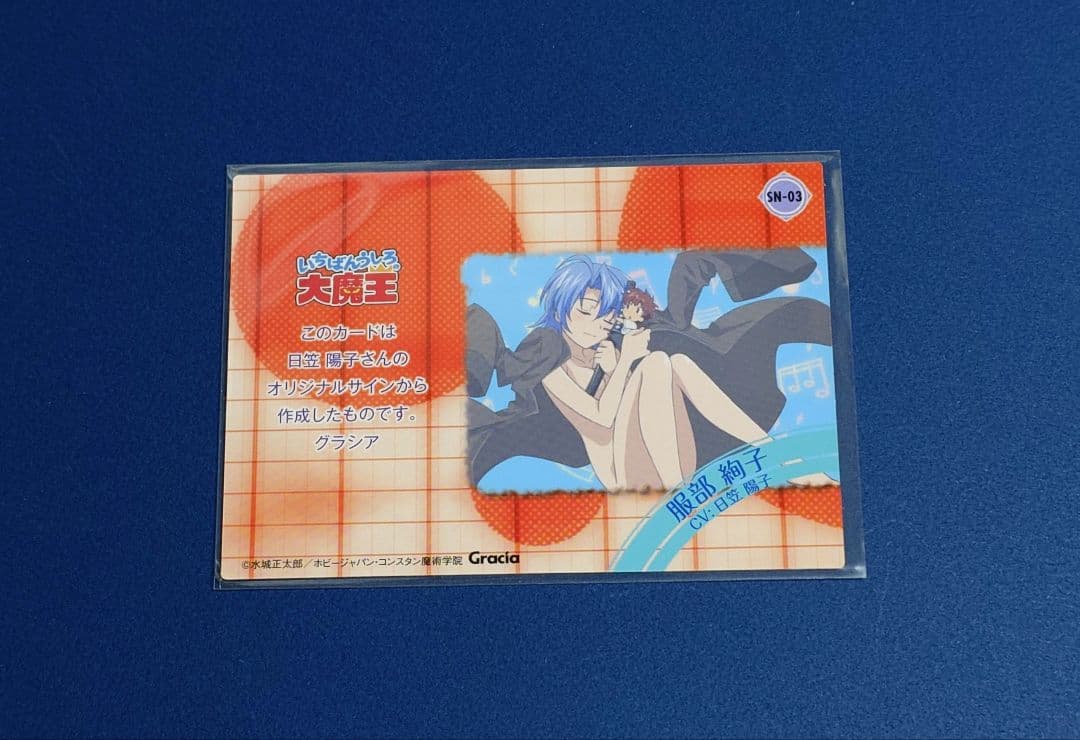 SN-03
いちばんうしろの
大魔王
このカードは
日笠 陽子さんの
オリジナルサインから
作成したものです。
グラシア
服部 絢子
CV: 日笠 陽子
©水城正太郎／ホビージャパン・コンスタン魔術学院 Gracia